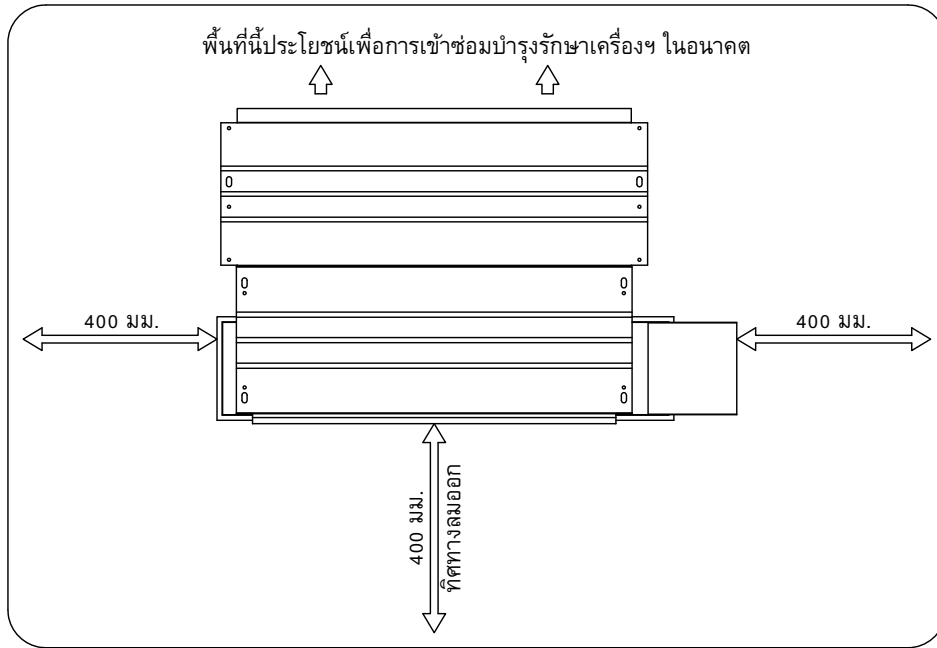 พื้นที่นี้ประโยชน์เพื่อการเข้าซ่อมบำรุงรักษาเครื่องฯ ในอนาคต
400 มม.
400 มม.
400 มม.
ทิศทางลมออก